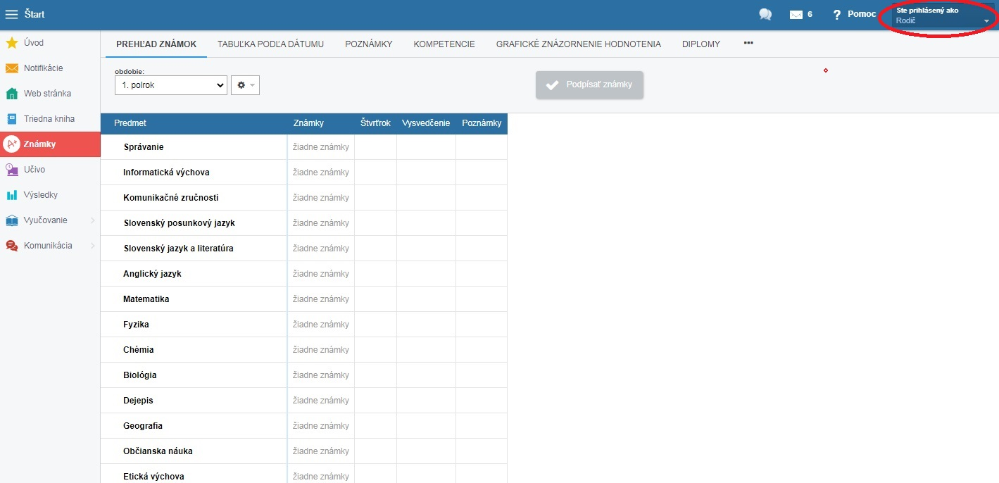 Štart
6
Pomoc
Ste prihlásený ako
Rodič
Úvod
Notifikácie
Web stránka
Triedna kniha
Známky
Učivo
Výsledky
Vyučovanie
Komunikácia
PREHĽAD ZNÁMOK TABUĽKA PODĽA DÁTUMU POZNÁMKY KOMPETENCIE GRAFICKÉ ZNÁZORNENIE HODNOTENIA DIPLOMY •••
obdobie:
1. polrok
Podpísať známky
Predmet Známky Štvrťrok Vysvedčenie Poznámky
Správanie žiadne známky
Informatická výchova žiadne známky
Komunikačné zručnosti žiadne známky
Slovenský posunkový jazyk žiadne známky
Slovenský jazyk a literatúra žiadne známky
Anglický jazyk žiadne známky
Matematika žiadne známky
Fyzika žiadne známky
Chémia žiadne známky
Biológia žiadne známky
Dejepis žiadne známky
Geografia žiadne známky
Občianska náuka žiadne známky
Etická výchova žiadne známky